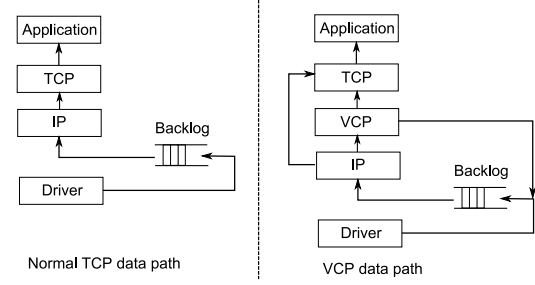 Application
TCP
IP
Backlog
Driver
Normal TCP data path
Application
TCP
VCP
IP
Backlog
Driver
VCP data path